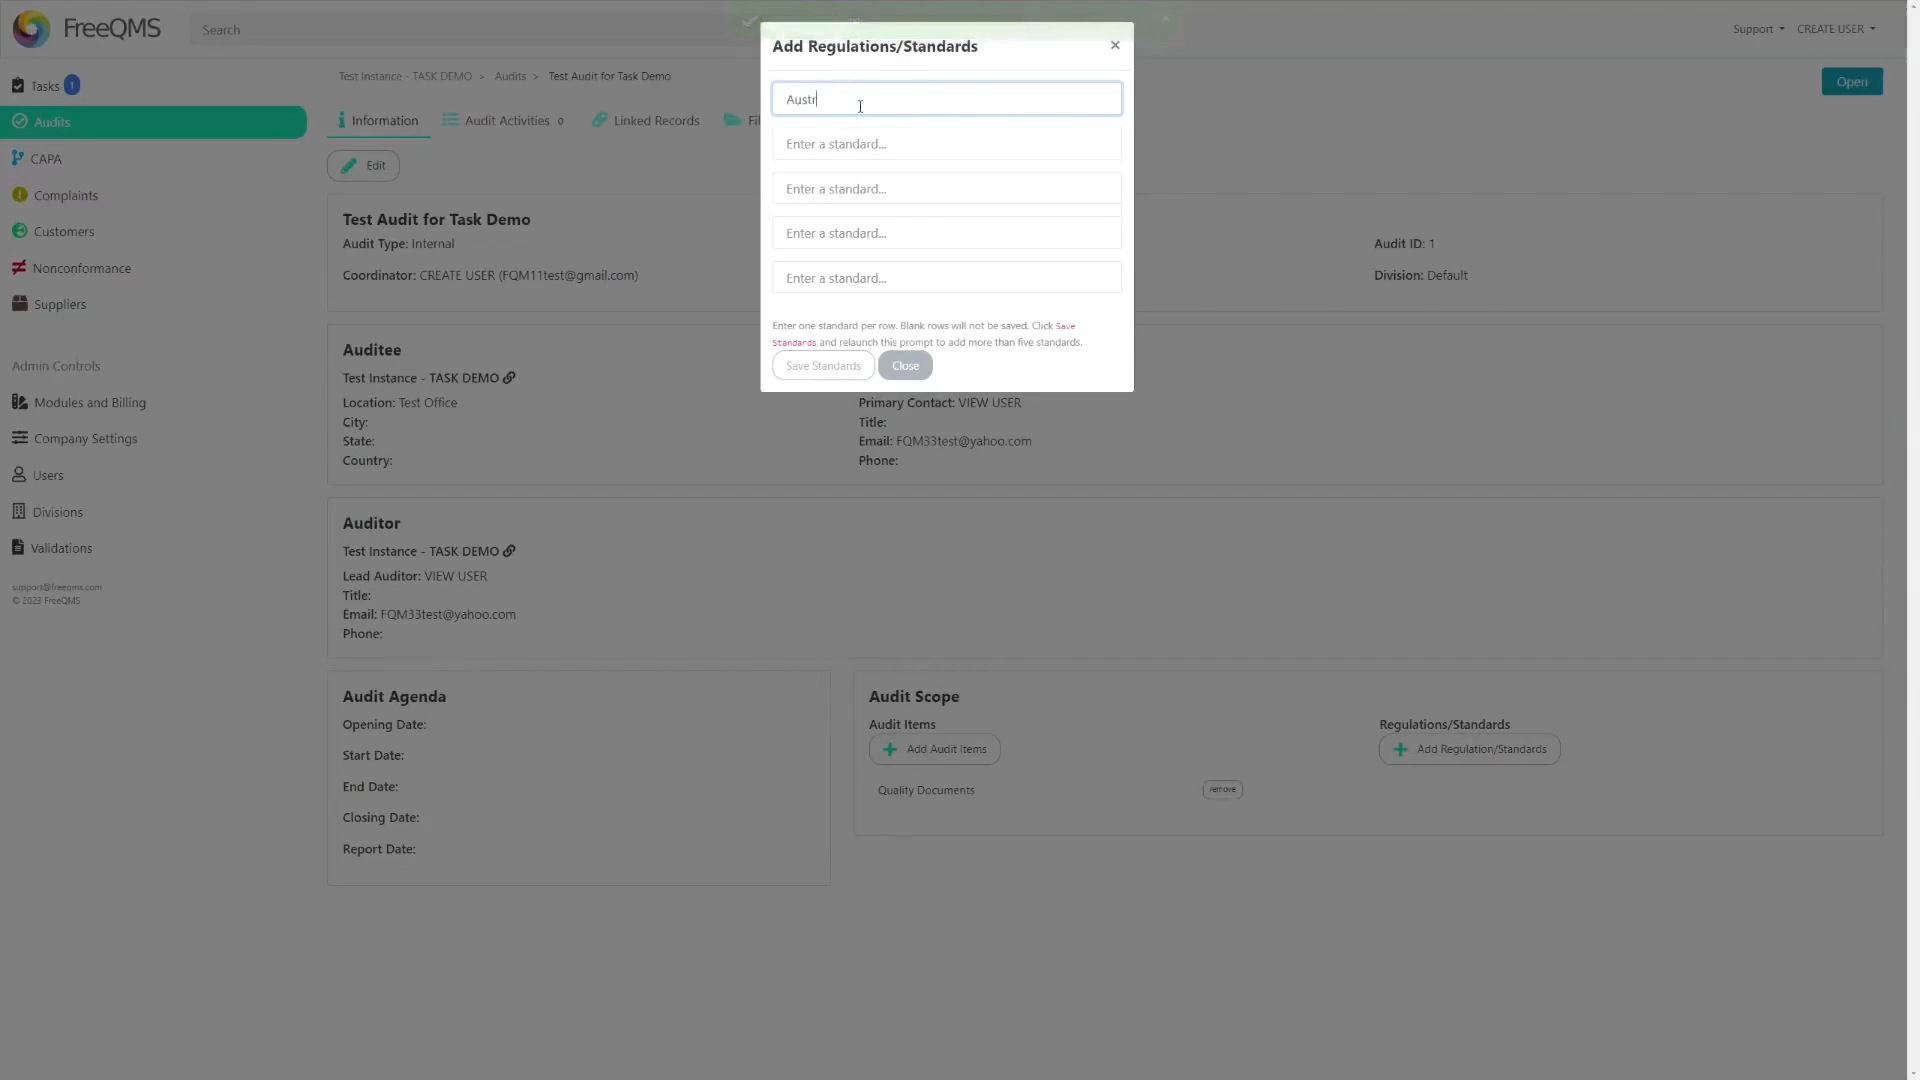 FreeQMS
Search
Support
CREATE USER
Add Regulations/Standards
×
Tasks 1
Audits
CAPA
Complaints
Customers
Nonconformance
Suppliers
Admin Controls
Modules and Billing
Company Settings
Users
Divisions
Validations
support@freeqms.com
© 2023 FreeQMS
Test Instance - TASK DEMO > Audits > Test Audit for Task Demo
Open
Information
Audit Activities 0
Linked Records
Edit
Austr
Enter a standard...
Enter a standard...
Enter a standard...
Enter a standard...
Enter one standard per row. Blank rows will not be saved. Click Save
Standards and relaunch this prompt to add more than five standards.
Save Standards
Close
Test Audit for Task Demo
Audit Type: Internal
Audit ID: 1
Coordinator: CREATE USER (FQM11test@gmail.com)
Division: Default
Auditee
Test Instance - TASK DEMO
Location: Test Office
City:
State:
Country:
Primary Contact: VIEW USER
Title:
Email: FQM33test@yahoo.com
Phone:
Auditor
Test Instance - TASK DEMO
Lead Auditor: VIEW USER
Title:
Email: FQM33test@yahoo.com
Phone:
Audit Agenda
Opening Date:
Start Date:
End Date:
Closing Date:
Report Date:
Audit Scope
Audit Items
Add Audit Items
Quality Documents
remove
Regulations/Standards
Add Regulation/Standards